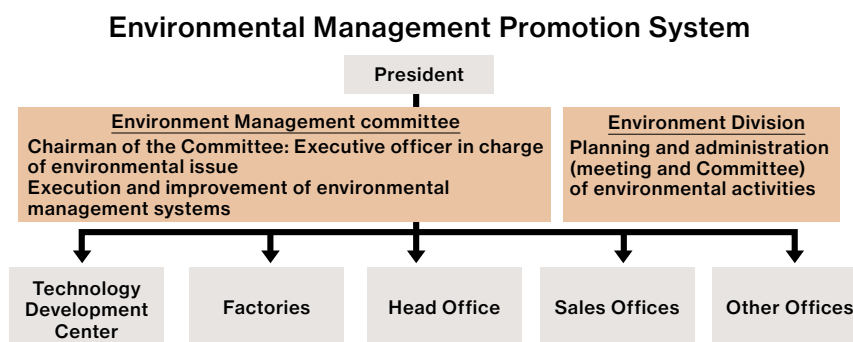 Environmental Management Promotion System
President
Environment Management committee
Chairman of the Committee: Executive officer in charge
of environmental issue
Execution and improvement of environmental
management systems
Environment Division
Planning and administration
(meeting and Committee)
of environmental activities
Technology
Development
Center
Factories
Head Office
Sales Offices
Other Offices